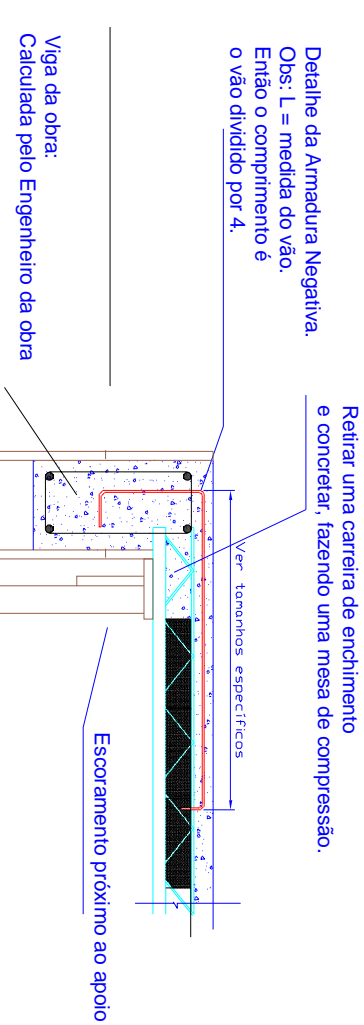 Retirar uma carreira de enchimento
e concretar, fazendo uma mesa de compressão.
Detalhe da Armadura Negativa.
Obs: L = medida do vão.
Então o comprimento é
o vão dividido por 4.
Ver tamanhos específicos
Escoramento próximo ao apoio
Viga da obra:
Calculada pelo Engenheiro da obra